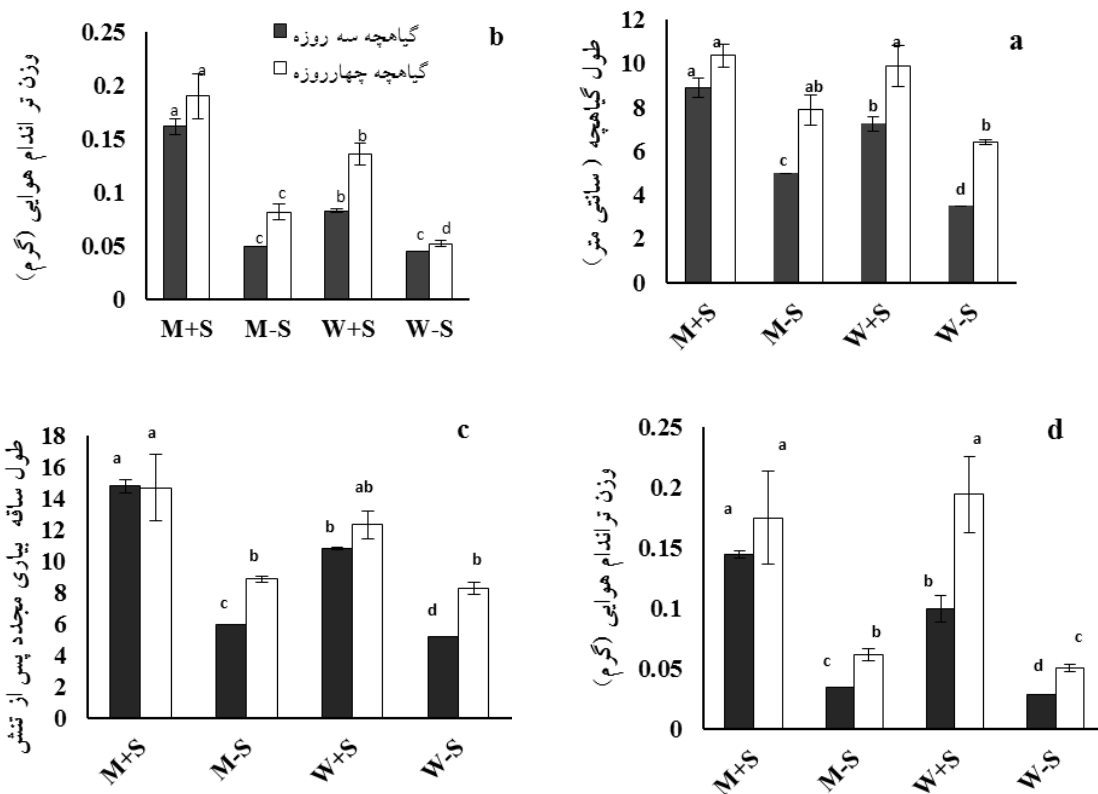 b
گیاهچه سه روزه
گیاهچه چهارروزه
وزن تر اندام هوایی (گرم)
0.25
0.2
0.15
0.1
0.05
0
a
a
c
c
b
b
c
d
M+S
M-S
W+S
W-S
a
طول گیاهچه ( سانتی متر)
12
10
8
6
4
2
0
a
a
c
ab
b
a
d
b
M+S
M-S
W+S
W-S
c
طول ساقه بیاری مجدد پس از تنش
18
16
14
12
10
8
6
4
2
0
a
a
c
b
b
ab
d
b
M+S
M-S
W+S
W-S
d
وزن تراندام هوایی (گرم)
0.25
0.2
0.15
0.1
0.05
0
a
a
c
b
b
a
d
c
M+S
M-S
W+S
W-S